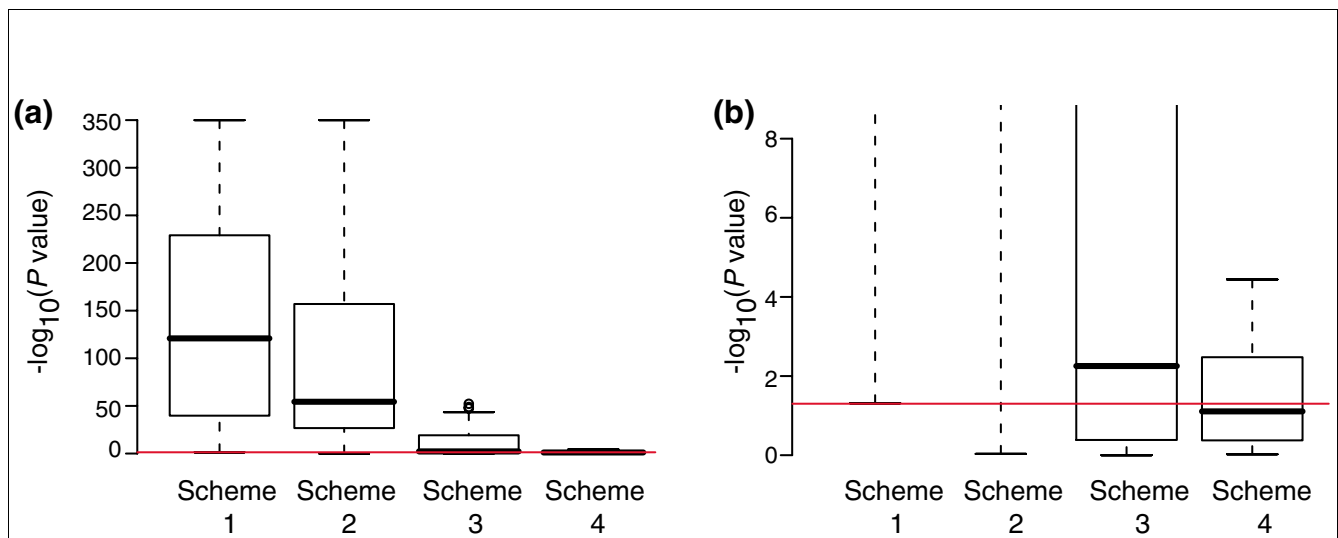 (a)
-log10(P value)
350
300
250
200
150
100
50
0
Scheme 1
Scheme 2
Scheme 3
Scheme 4
(b)
-log10(P value)
8
6
4
2
0
Scheme 1
Scheme 2
Scheme 3
Scheme 4